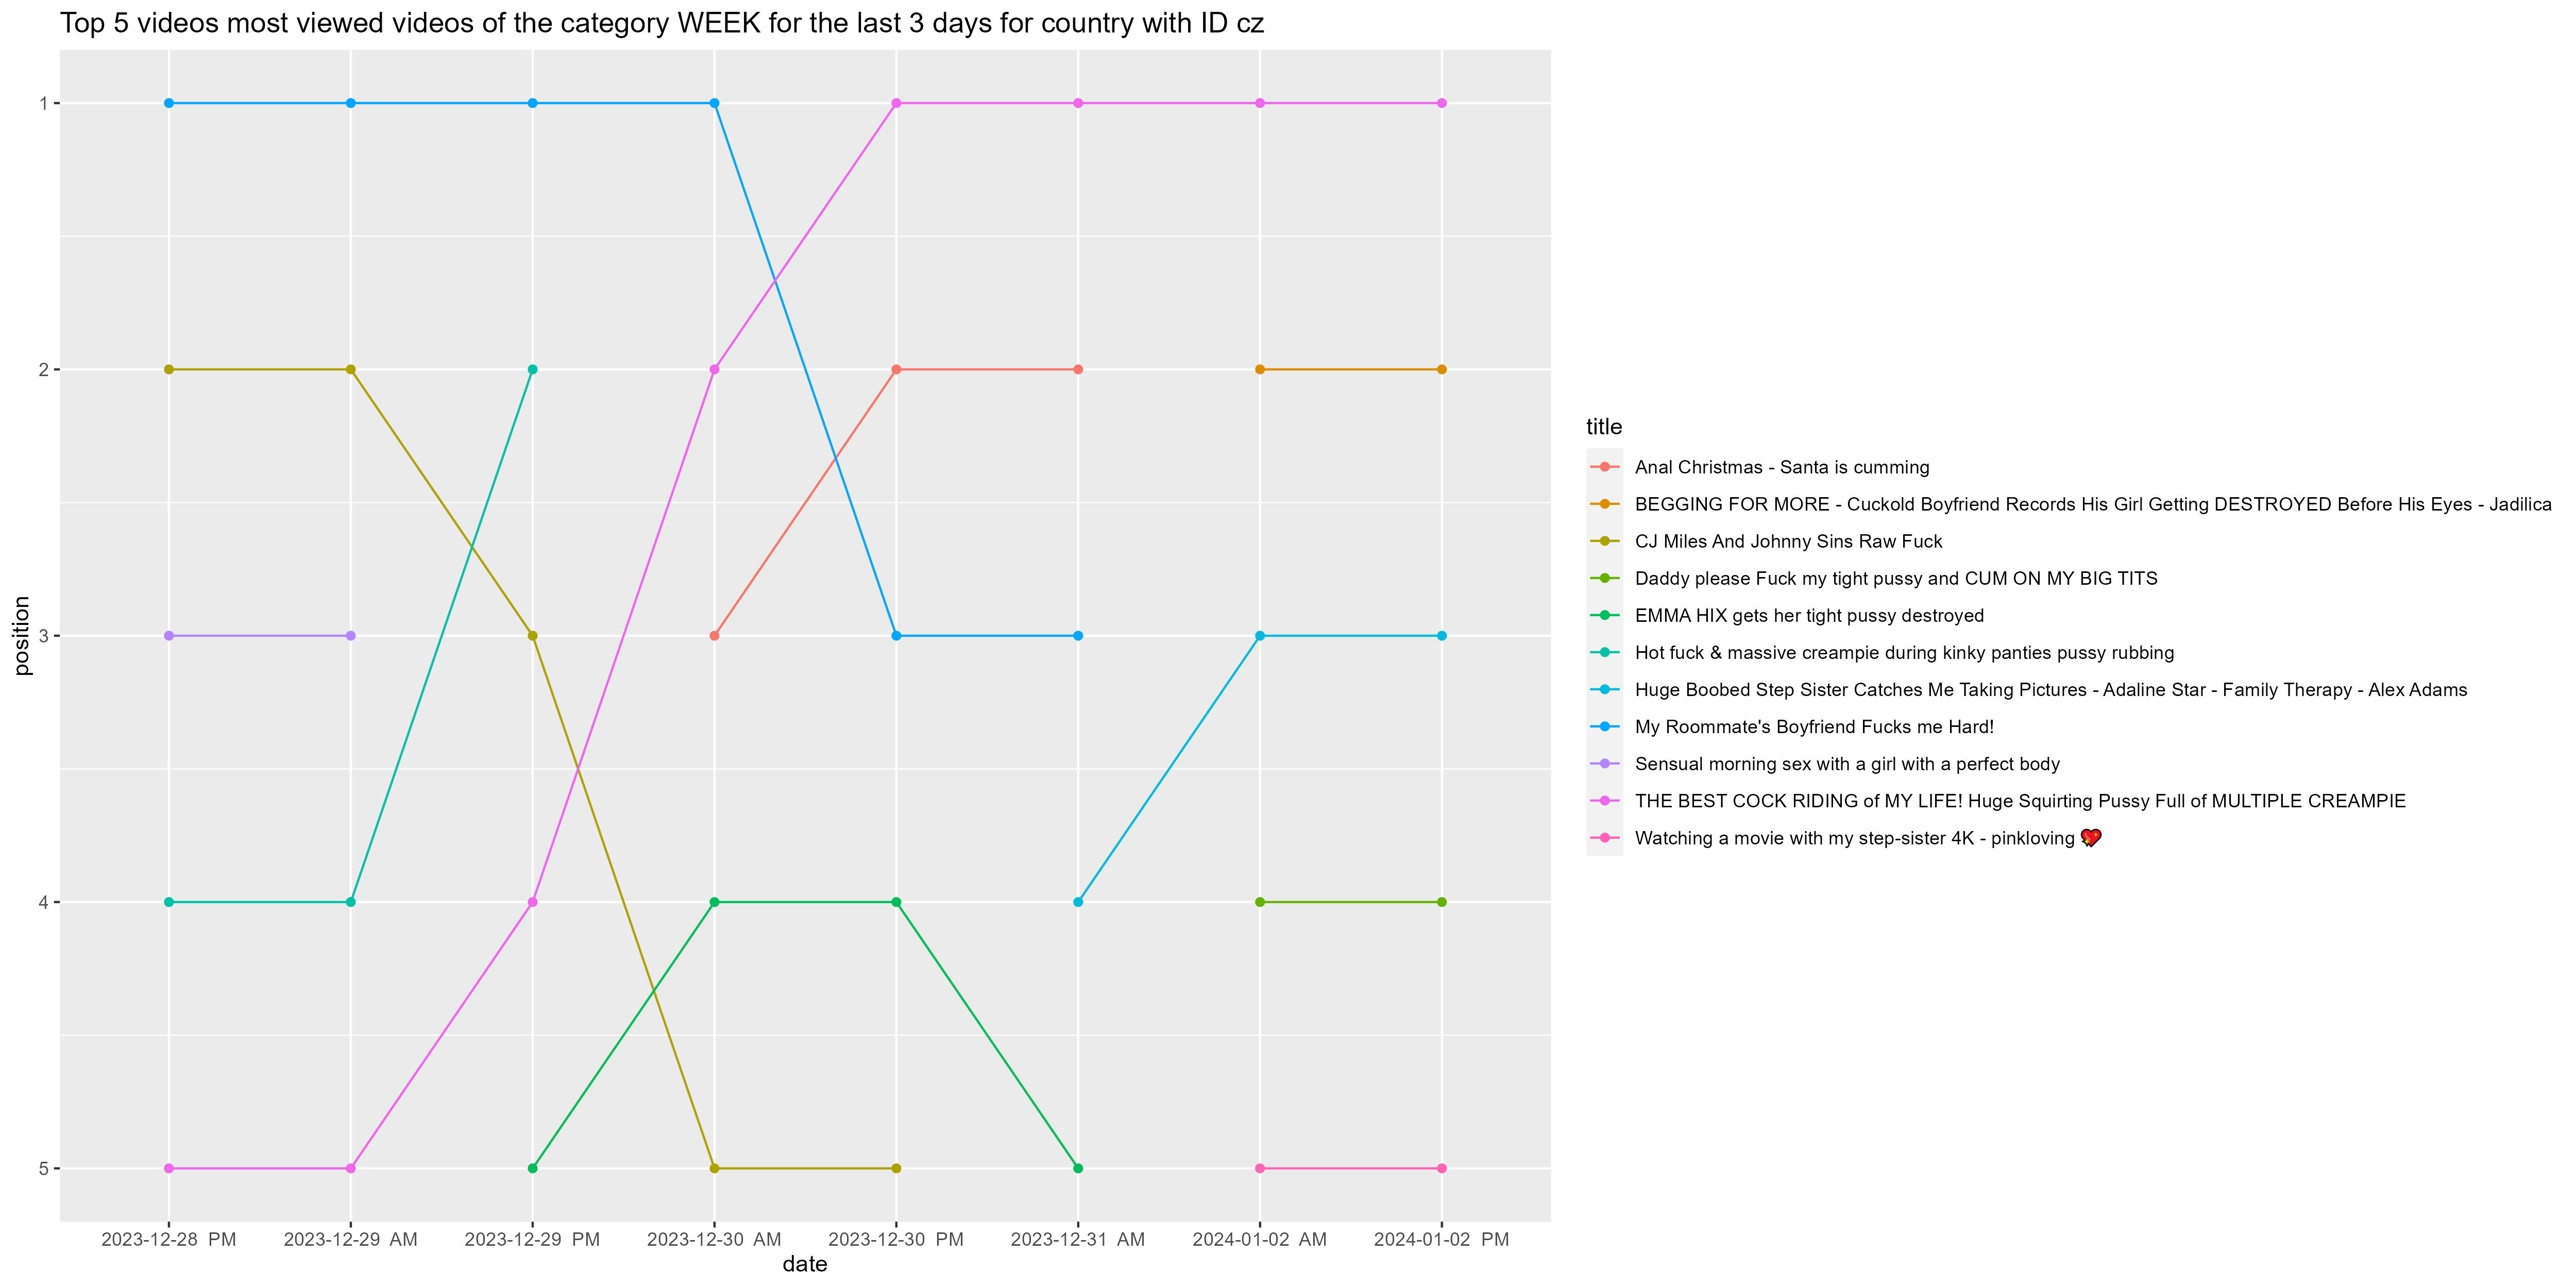 Top 5 videos most viewed videos of the category WEEK for the last 3 days for country with ID cz
1
2
3
4
5
position
2023-12-28 PM
2023-12-29 AM
2023-12-29 PM
2023-12-30 AM
2023-12-30 PM
2023-12-31 AM
2024-01-02 AM
2024-01-02 PM
date
title
Anal Christmas - Santa is cumming
BEGGING FOR MORE - Cuckold Boyfriend Records His Girl Getting DESTROYED Before His Eyes - Jadilica
CJ Miles And Johnny Sins Raw Fuck
Daddy please Fuck my tight pussy and CUM ON MY BIG TITS
EMMA HIX gets her tight pussy destroyed
Hot fuck & massive creampie during kinky panties pussy rubbing
Huge Boobed Step Sister Catches Me Taking Pictures - Adaline Star - Family Therapy - Alex Adams
My Roommate's Boyfriend Fucks me Hard!
Sensual morning sex with a girl with a perfect body
THE BEST COCK RIDING of MY LIFE! Huge Squirting Pussy Full of MULTIPLE CREAMPIE
Watching a movie with my step-sister 4K - pinkloving 💖